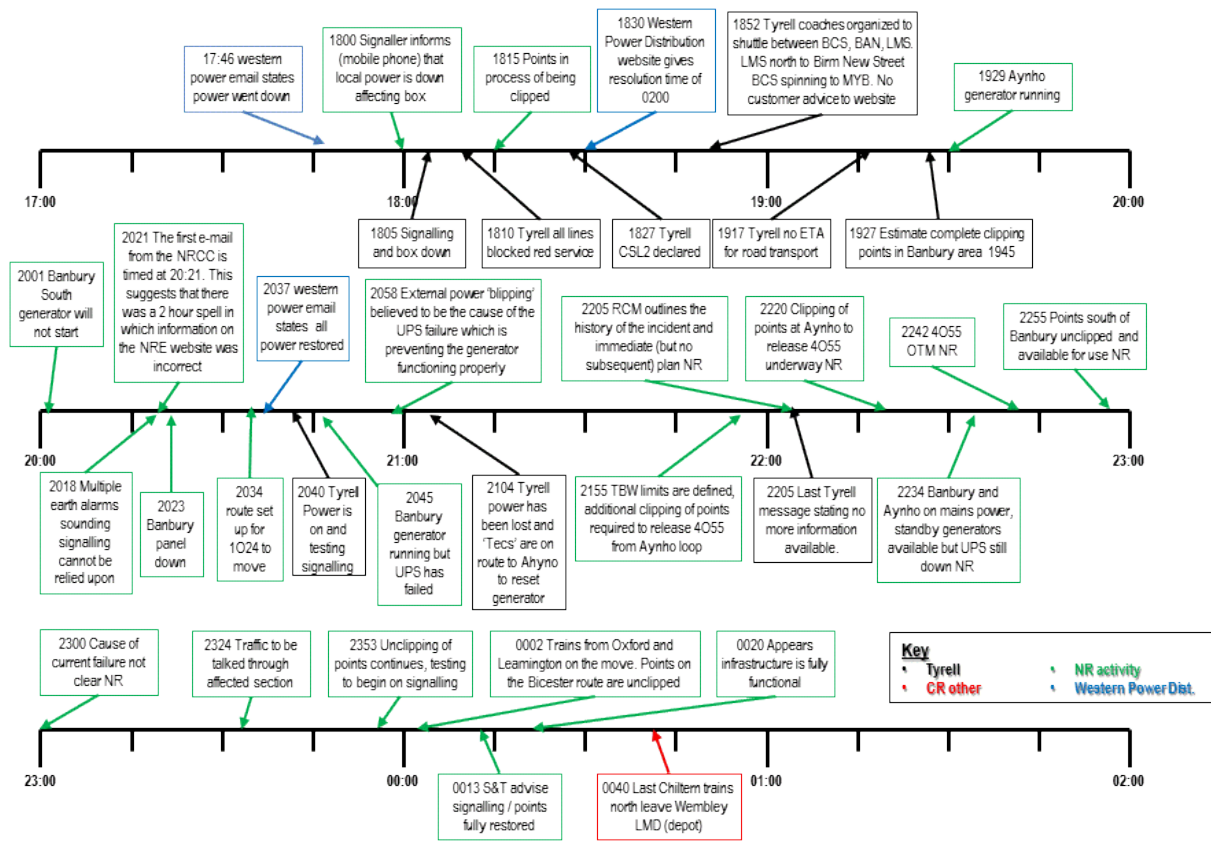 17:46 western
power email states
power went down
1800 Signaller informs
(mobile phone) that
local power is down
affecting box
1815 Points in
process of being
clipped
1830 Western
Power Distribution
website gives
resolution time of
0200
1852 Tyrell coaches organized to
shuttle between BCS, BAN, LMS.
LMS north to Birm New Street
BCS spinning to MYB. No
customer advice to website
1929 Aynho
generator running
17:00
18:00
19:00
20:00
1805 Signalling
and box down
1810 Tyrell all lines
blocked red service
1827 Tyrell
CSL2 declared
1917 Tyrell no ETA
for road transport
1927 Estimate complete clipping
points in Banbury area 1945
2001 Banbury
South
generator will
not start
2021 The first e-mail
from the NRCC is
timed at 20:21. This
suggests that there
was a 2 hour spell in
which information on
the NRE website was
incorrect
2037 western
power email
states all
power restored
2058 External power ‘blipping’
believed to be the cause of the
UPS failure which is
preventing the generator
functioning properly
2205 RCM outlines the
history of the incident and
immediate (but no
subsequent) plan NR
2220 Clipping of
points at Aynho to
release 4O55
underway NR
2242 4O55
OTM NR
2255 Points south of
Banbury unclipped and
available for use NR
20:00
21:00
22:00
23:00
2018 Multiple
earth alarms
sounding
signalling
cannot be
relied upon
2023
Banbury
panel
down
2034
route set
up for
1O24 to
move
2040 Tyrell
Power is
on and
testing
signalling
2045
Banbury
generator
running but
UPS has
failed
2104 Tyrell
power has
been lost and
‘Tecs’ are on
route to Ahyno
to reset
generator
2155 TBW limits are defined,
additional clipping of points
required to release 4O55
from Aynho loop
2205 Last Tyrell
message stating no
more information
available.
2234 Banbury and
Aynho on mains power,
standby generators
available but UPS still
down NR
2300 Cause of
current failure not
clear NR
2324 Traffic to be
talked through
affected section
2353 Unclipping of
points continues, testing
to begin on signalling
0002 Trains from Oxford and
Leamington on the move. Points on
the Bicester route are unclipped
0020 Appears
infrastructure is fully
functional
Key
• Tyrell
• CR other
• NR activity
• Western Power Dist.
23:00
00:00
01:00
02:00
0013 S&T advise
signalling / points
fully restored
0040 Last Chiltern trains
north leave Wembley
LMD (depot)